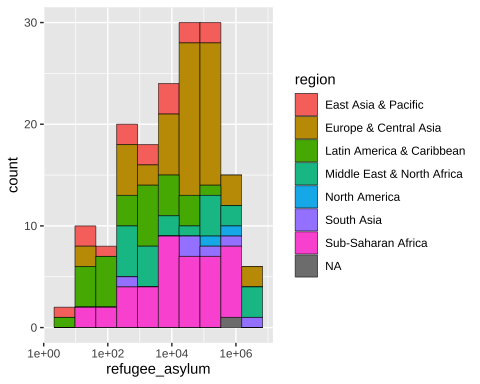 30
20
10
0
count
1e+00
1e+02
1e+04
1e+06
refugee_asylum
region
East Asia & Pacific
Europe & Central Asia
Latin America & Caribbean
Middle East & North Africa
North America
South Asia
Sub-Saharan Africa
NA